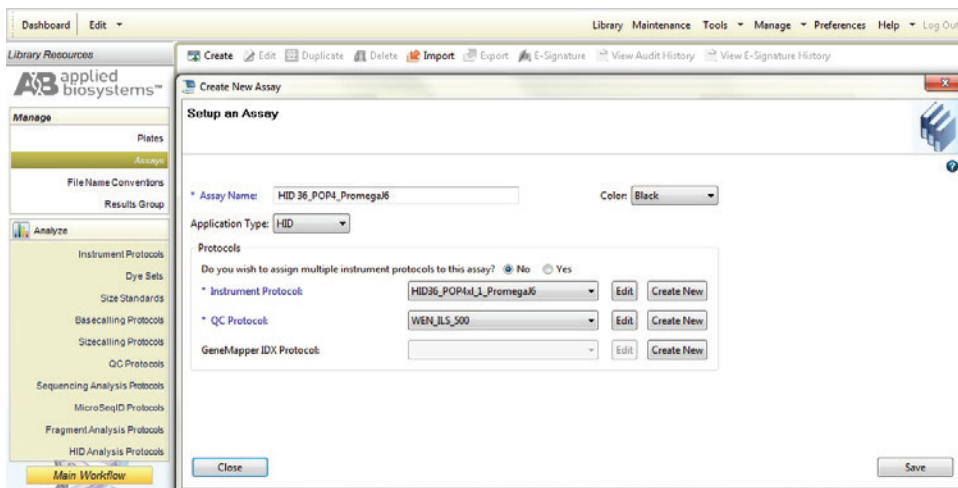 Dashboard Edit Library Maintenance Tools Manage Preferences Help Log Out
Library Resources
Create Edit Duplicate Delete Import Export E-Signature View Audit History View E-Signature History
AB applied biosystems™
Manage
Plates
Assays
File Name Conventions
Results Group
Analyze
Instrument Protocols
Dye Sets
Size Standards
Basecalling Protocols
Sizecalling Protocols
QC Protocols
Sequencing Analysis Protocols
MicroSeqID Protocols
Fragment Analysis Protocols
HID Analysis Protocols
Main Workflow
Create New Assay
Setup an Assay
* Assay Name: HID 36_POP4_PromegaJ6 Color: Black
Application Type: HID
Protocols
Do you wish to assign multiple instrument protocols to this assay? No Yes
* Instrument Protocol: HID36_POP4xl_1_PromegaJ6 Edit Create New
* QC Protocol: WEN_ILS_500 Edit Create New
GeneMapper IDX Protocol: Edit Create New
Close Save